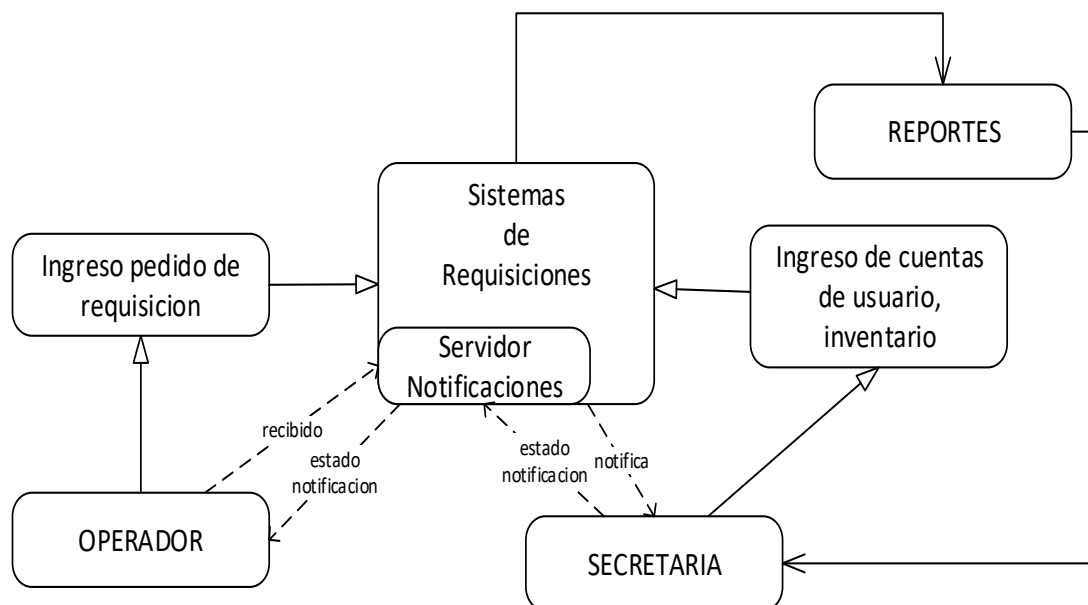 REPORTES
Sistemas
de
Requisiciones
Ingreso pedido de
requisicion
Ingreso de cuentas
de usuario,
inventario
Servidor
Notificaciones
recibido
estado
notificacion
estado
notificacion
notifica
OPERADOR
SECRETARIA